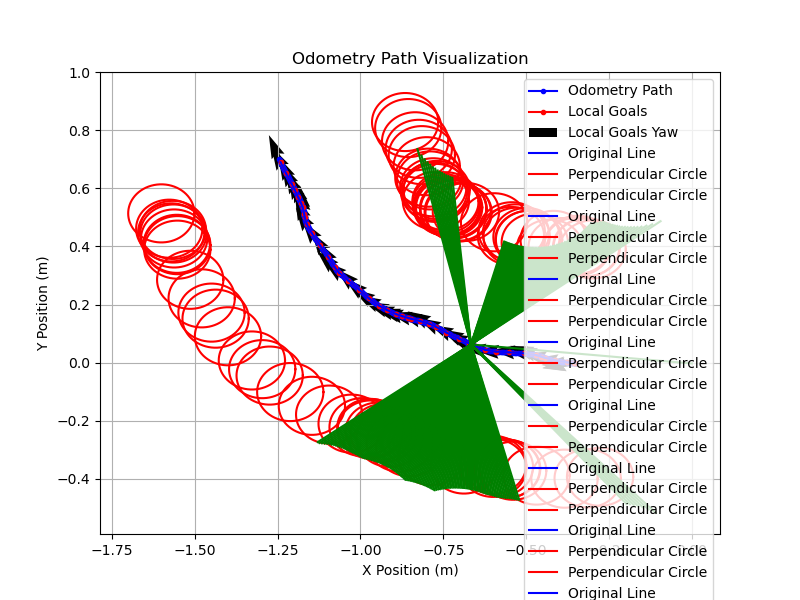 Odometry Path Visualization
Y Position (m)
1.0
0.8
0.6
0.4
0.2
0.0
−0.2
−0.4
−1.75
−1.50
−1.25
−1.00
−0.75
−0.50
X Position (m)
Odometry Path
Local Goals
Local Goals Yaw
Original Line
Perpendicular Circle
Perpendicular Circle
Original Line
Perpendicular Circle
Perpendicular Circle
Original Line
Perpendicular Circle
Perpendicular Circle
Original Line
Perpendicular Circle
Perpendicular Circle
Original Line
Perpendicular Circle
Perpendicular Circle
Original Line
Perpendicular Circle
Perpendicular Circle
Original Line
Perpendicular Circle
Perpendicular Circle
Original Line